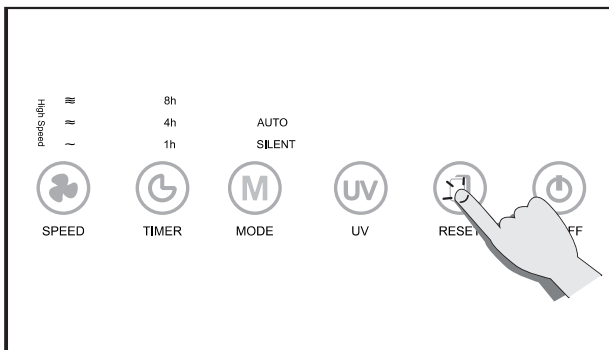 High Speed
8h
4h
1h
AUTO
SILENT
M
UV
SPEED
TIMER
MODE
UV